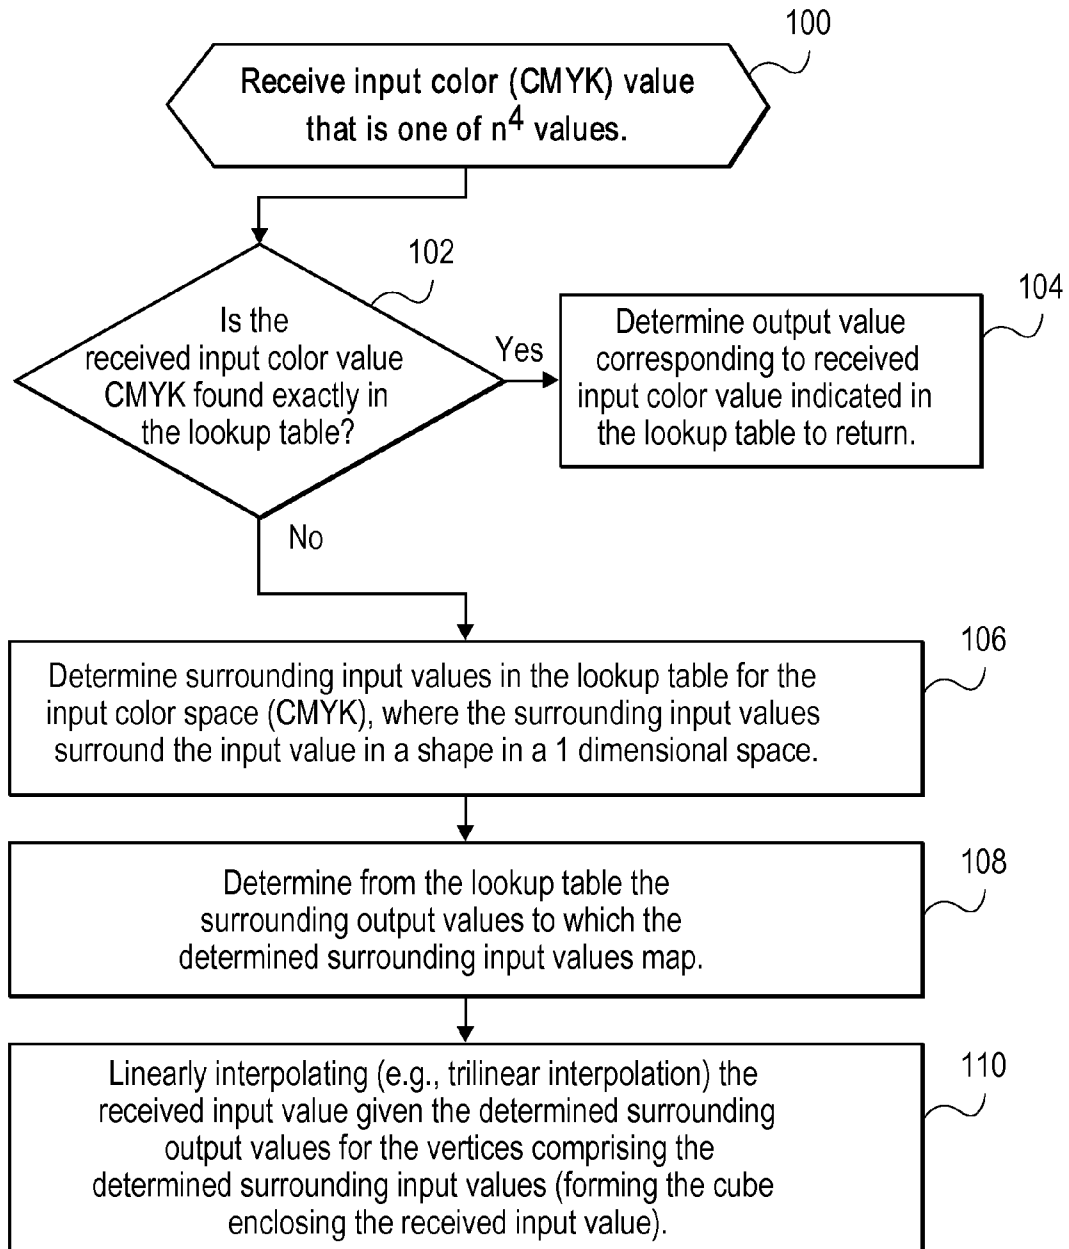 100
Receive input color (CMYK) value
that is one of n⁴ values.
102
Is the
received input color value
CMYK found exactly in
the lookup table?
Yes
104
Determine output value
corresponding to received
input color value indicated in
the lookup table to return.
No
106
Determine surrounding input values in the lookup table for the
input color space (CMYK), where the surrounding input values
surround the input value in a shape in a 1 dimensional space.
108
Determine from the lookup table the
surrounding output values to which the
determined surrounding input values map.
110
Linearly interpolating (e.g., trilinear interpolation) the
received input value given the determined surrounding
output values for the vertices comprising the
determined surrounding input values (forming the cube
enclosing the received input value).